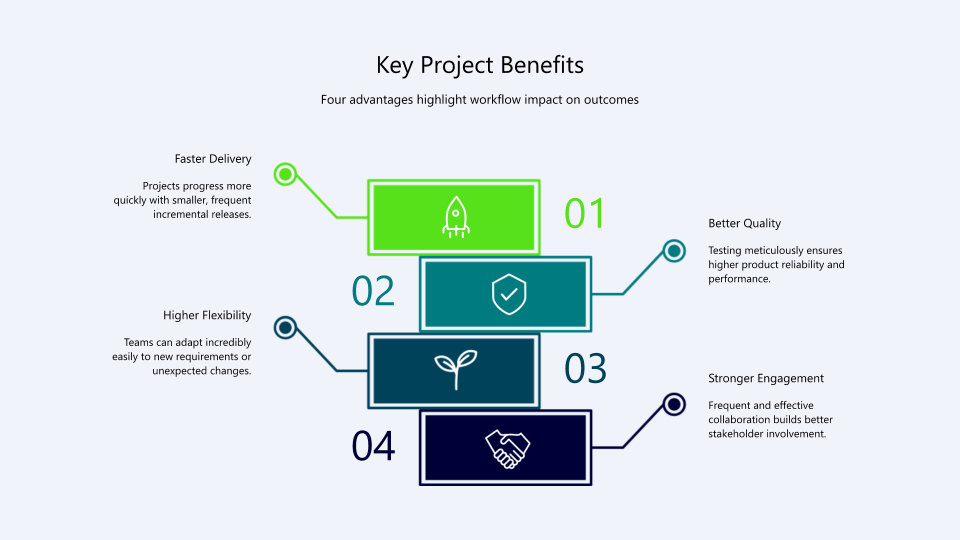 Key Project Benefits
Four advantages highlight workflow impact on outcomes
Faster Delivery
Projects progress more
quickly with smaller, frequent
incremental releases.
01
Better Quality
Testing meticulously ensures
higher product reliability and
performance.
02
Higher Flexibility
Teams can adapt incredibly
easily to new requirements or
unexpected changes.
03
Stronger Engagement
Frequent and effective
collaboration builds better
stakeholder involvement.
04